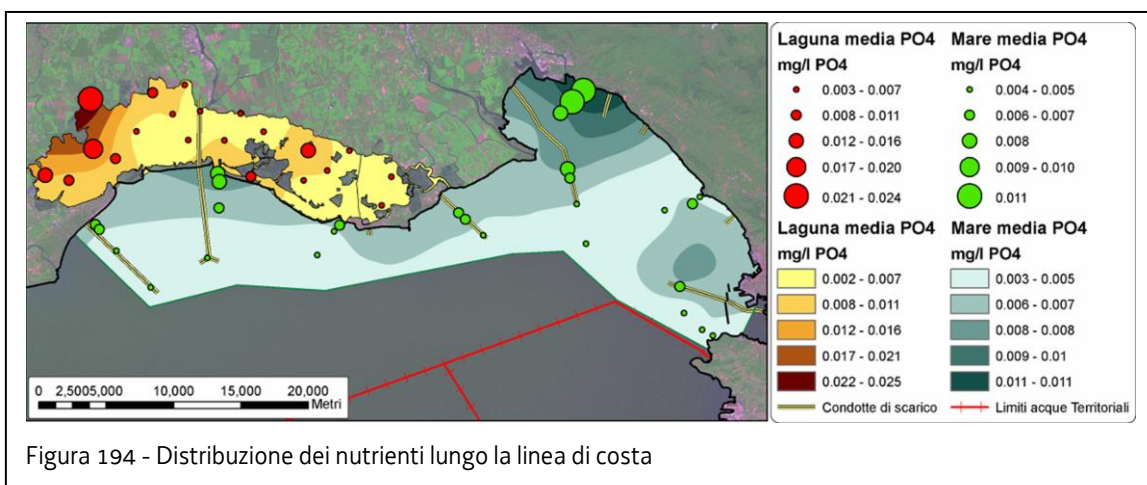 Laguna media PO4
mg/l PO4
0.003 - 0.007
0.008 - 0.011
0.012 - 0.016
0.017 - 0.020
0.021 - 0.024
Mare media PO4
mg/l PO4
0.004 - 0.005
0.006 - 0.007
0.008
0.009 - 0.010
0.011
Laguna media PO4
mg/l PO4
0.002 - 0.007
0.008 - 0.011
0.012 - 0.016
0.017 - 0.021
0.022 - 0.025
Mare media PO4
mg/l PO4
0.003 - 0.005
0.006 - 0.007
0.008 - 0.008
0.009 - 0.01
0.011 - 0.011
Condotte di scarico
Limiti acque Territoriali
0 2,500 5,000 10,000 15,000 20,000
Metri
Figura 194 - Distribuzione dei nutrienti lungo la linea di costa